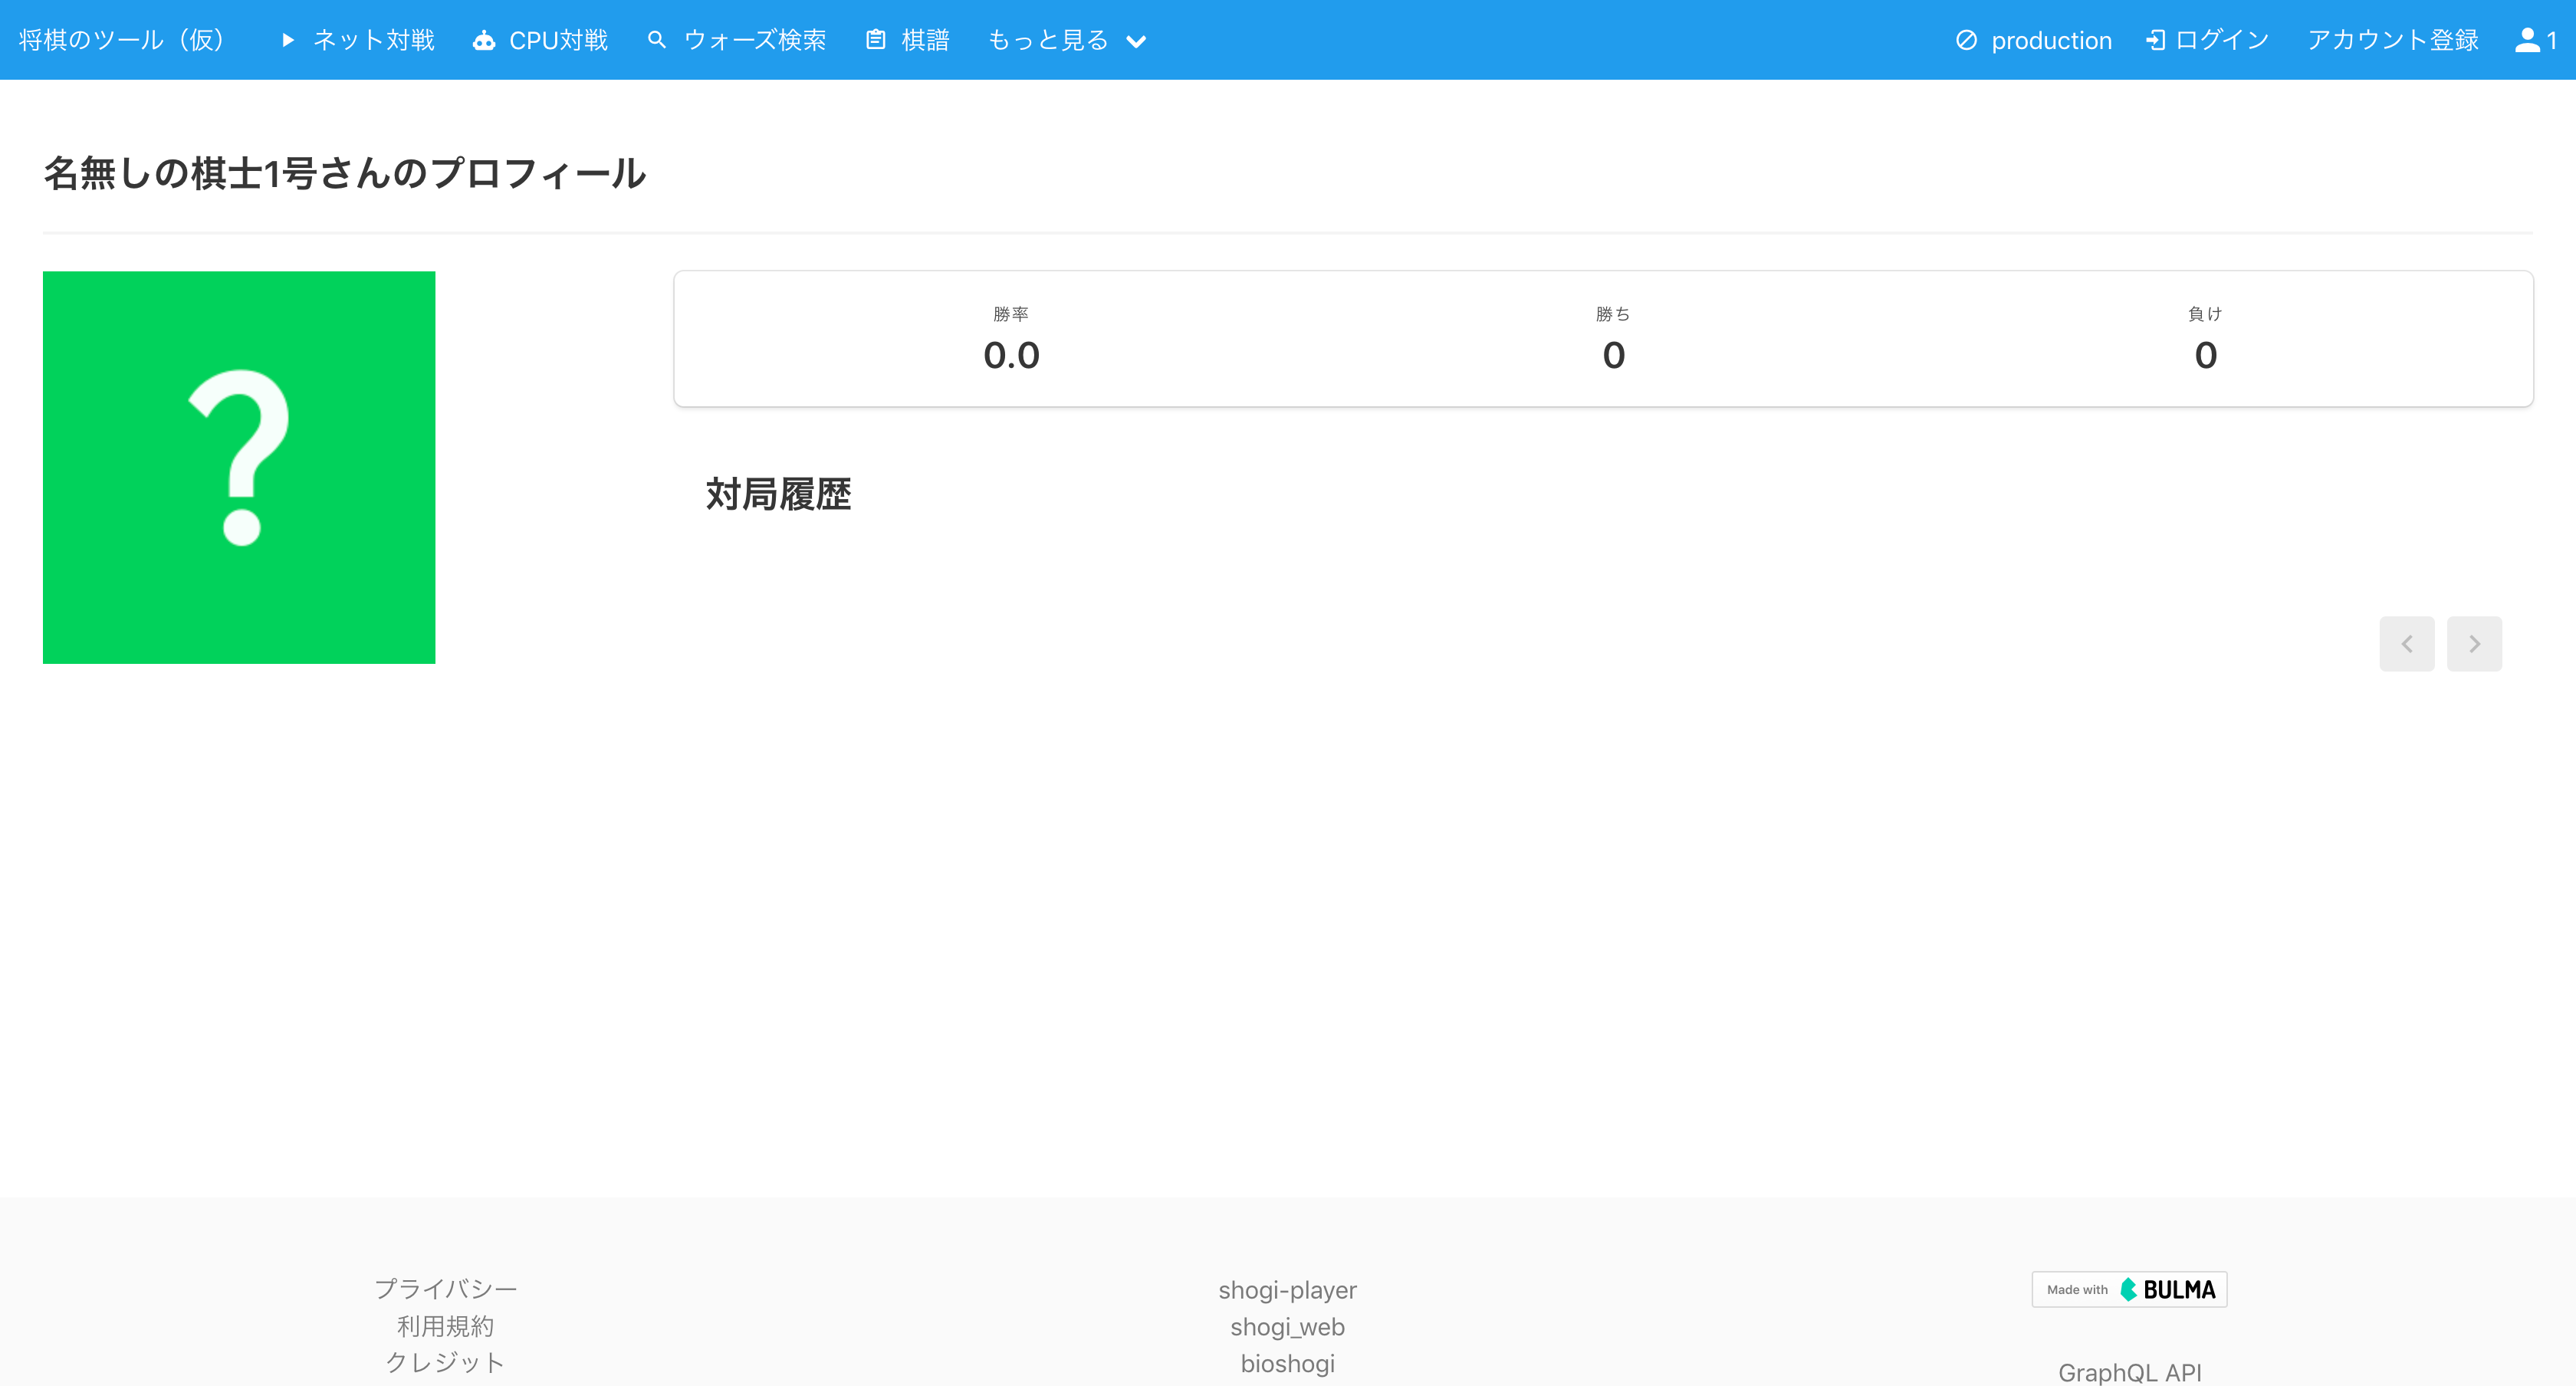 将棋のツール（仮） ネット対戦 CPU対戦 ウォーズ検索 棋譜 もっと見る production ログイン アカウント登録 1
名無しの棋士1号さんのプロフィール
?
勝率 勝ち 負け
0.0 0 0
対局履歴
プライバシー
利用規約
クレジット
shogi-player
shogi_web
bioshogi
Made with BULMA
GraphQL API